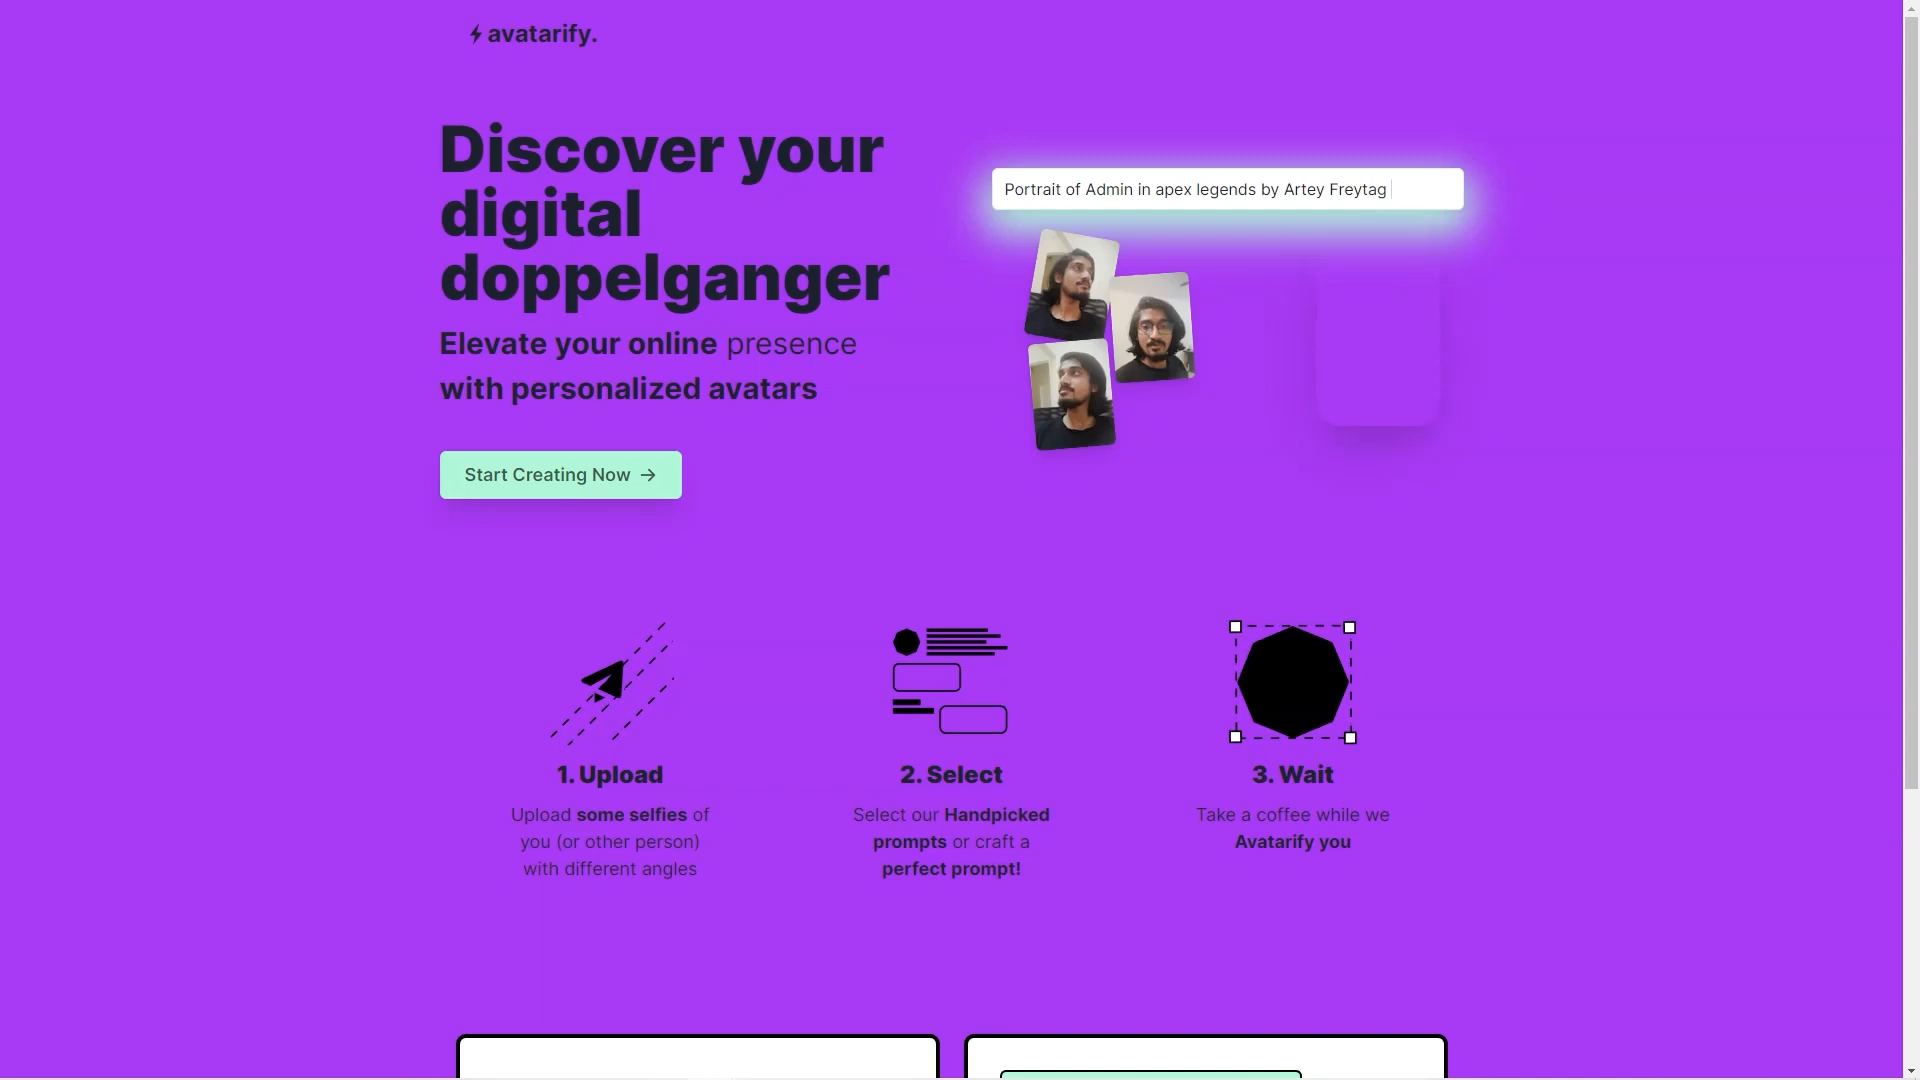 avatarify.
Discover your
digital
doppelganger
Elevate your online presence
with personalized avatars
Start Creating Now →
Portrait of Admin in apex legends by Artey Freytag
1. Upload
Upload some selfies of
you (or other person)
with different angles
2. Select
Select our Handpicked
prompts or craft a
perfect prompt!
3. Wait
Take a coffee while we
Avatarify you